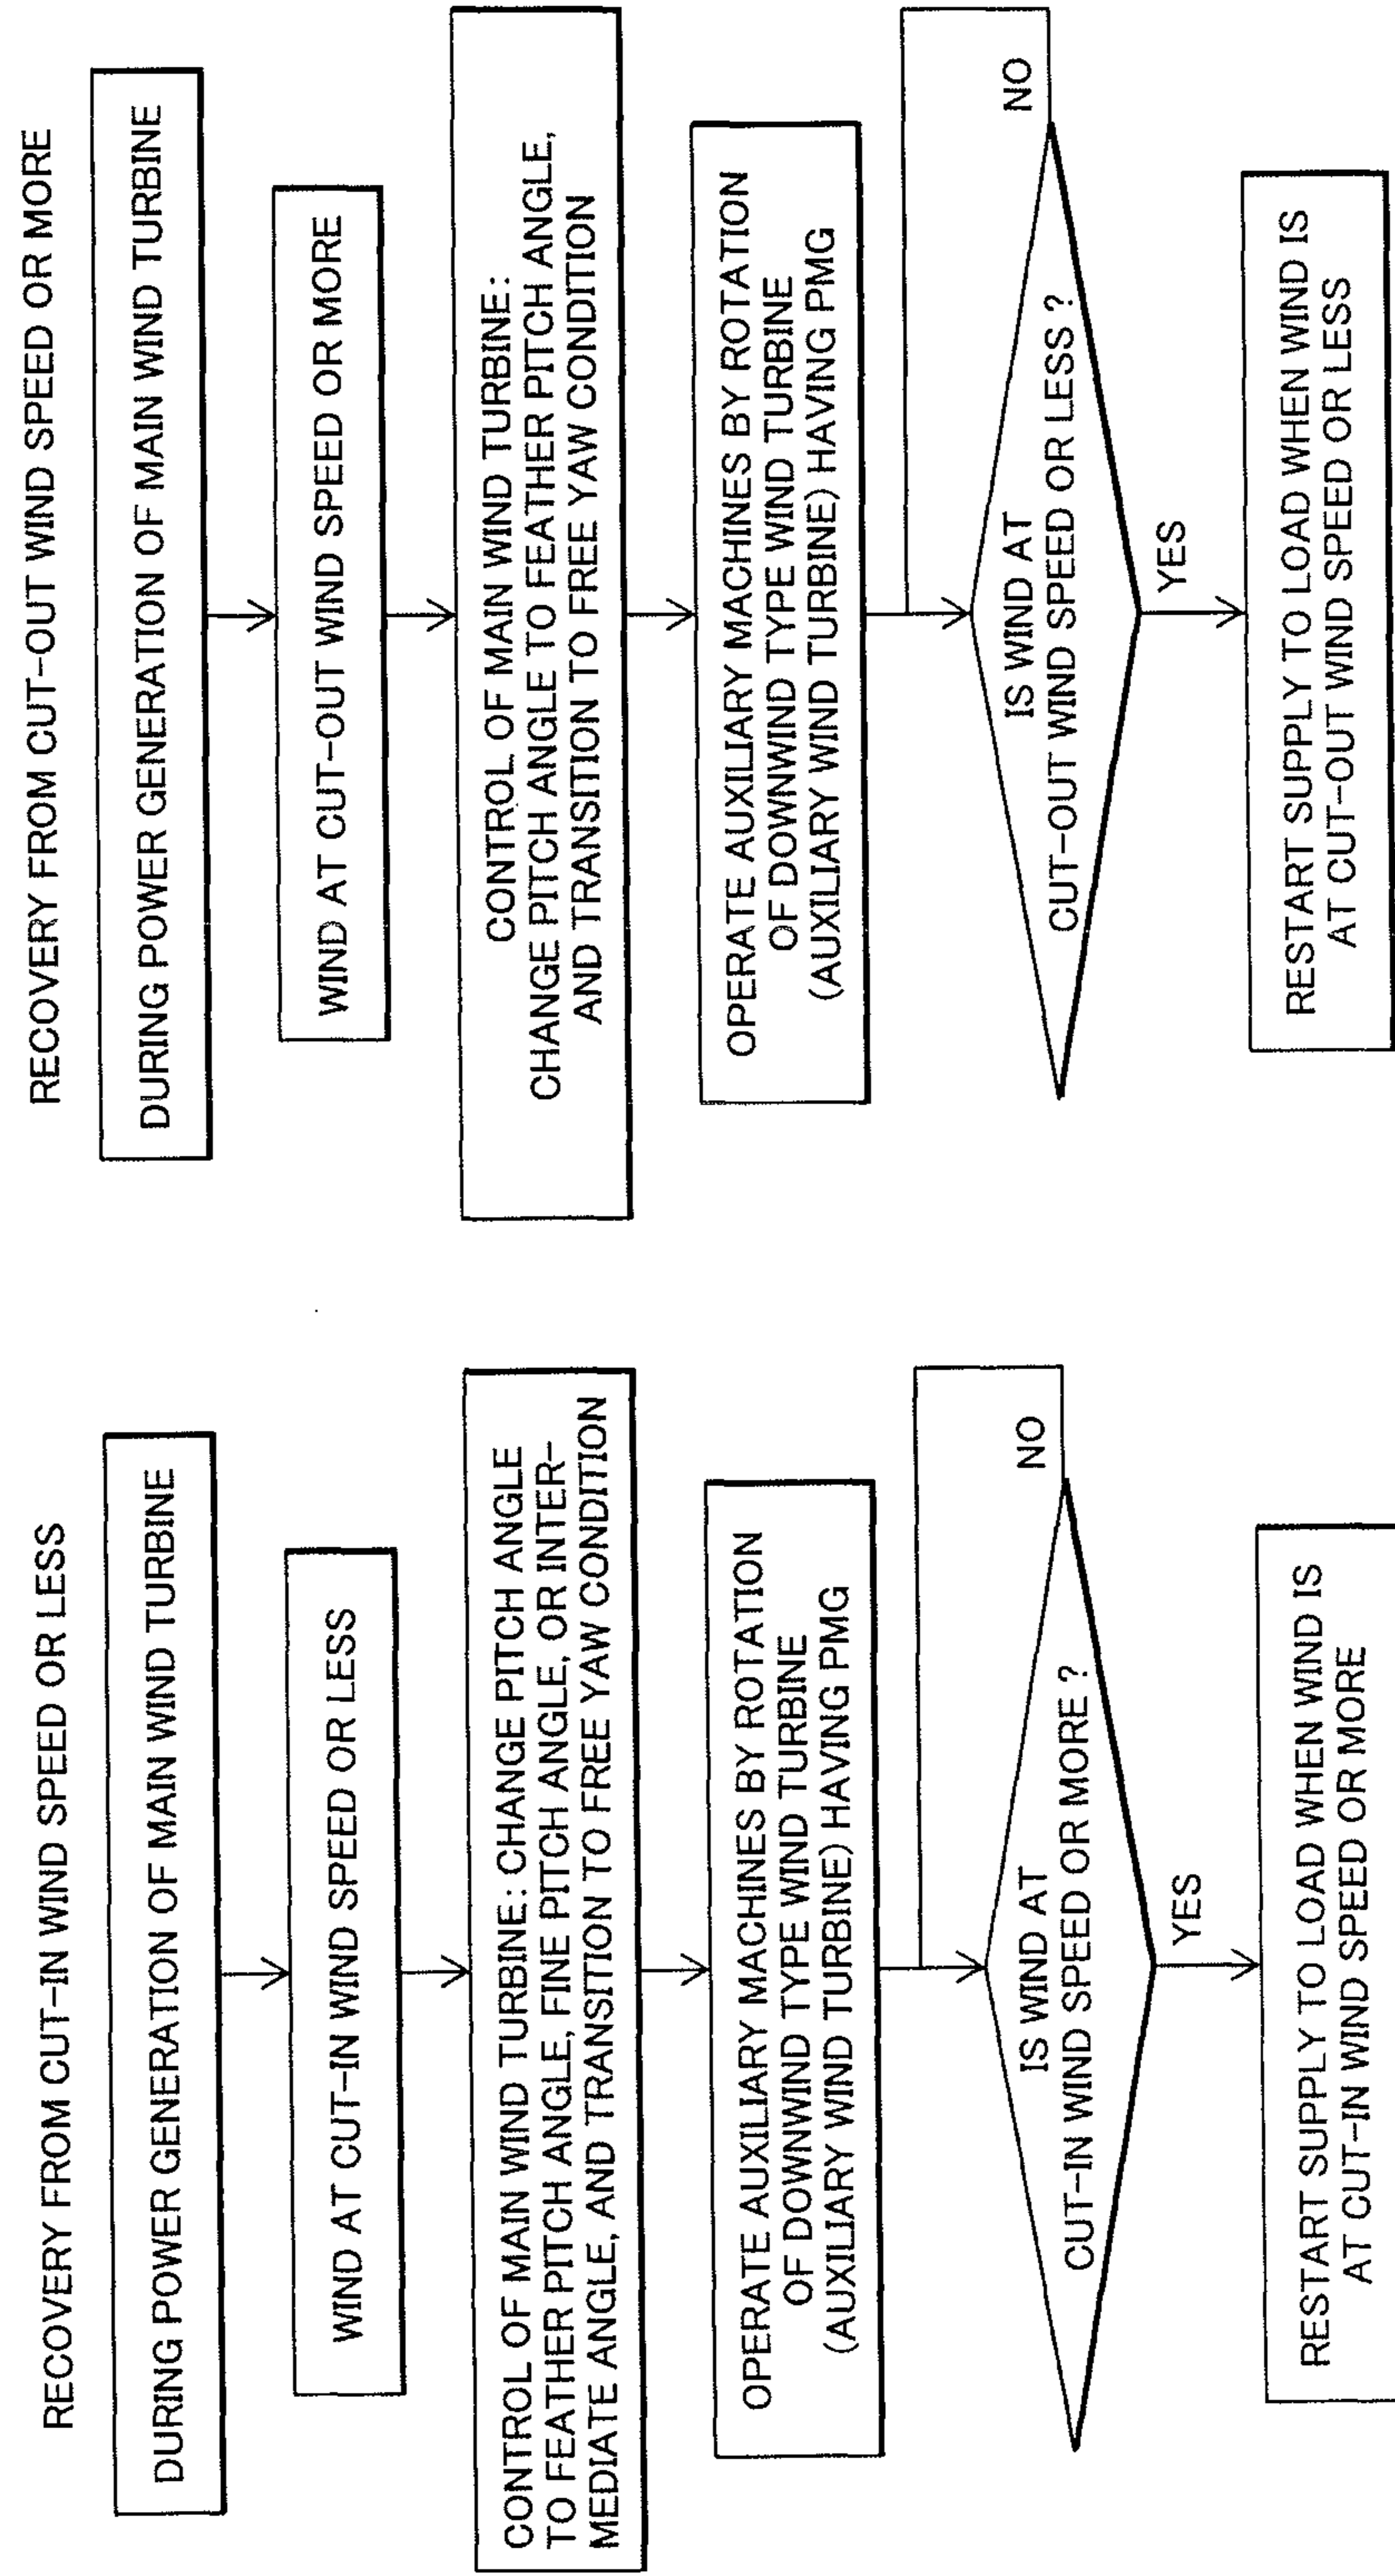 RECOVERY FROM CUT-IN WIND SPEED OR LESS
DURING POWER GENERATION OF MAIN WIND TURBINE
WIND AT CUT-IN WIND SPEED OR LESS
CONTROL OF MAIN WIND TURBINE: CHANGE PITCH ANGLE
TO FEATHER PITCH ANGLE, FINE PITCH ANGLE, OR INTER-
MEDIATE ANGLE, AND TRANSITION TO FREE YAW CONDITION
OPERATE AUXILIARY MACHINES BY ROTATION
OF DOWNWIND TYPE WIND TURBINE
(AUXILIARY WIND TURBINE) HAVING PMG
IS WIND AT
CUT-IN WIND SPEED OR MORE ?
NO
YES
RESTART SUPPLY TO LOAD WHEN WIND IS
AT CUT-IN WIND SPEED OR MORE
RECOVERY FROM CUT-OUT WIND SPEED OR MORE
DURING POWER GENERATION OF MAIN WIND TURBINE
WIND AT CUT-OUT WIND SPEED OR MORE
CONTROL OF MAIN WIND TURBINE:
CHANGE PITCH ANGLE TO FEATHER PITCH ANGLE,
AND TRANSITION TO FREE YAW CONDITION
OPERATE AUXILIARY MACHINES BY ROTATION
OF DOWNWIND TYPE WIND TURBINE
(AUXILIARY WIND TURBINE) HAVING PMG
IS WIND AT
CUT-OUT WIND SPEED OR LESS ?
NO
YES
RESTART SUPPLY TO LOAD WHEN WIND IS
AT CUT-OUT WIND SPEED OR LESS